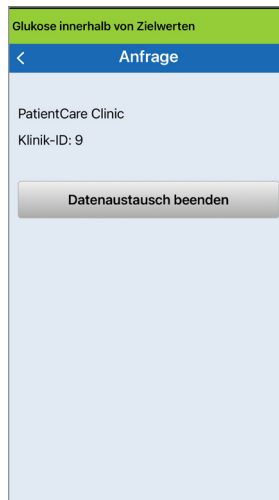 Glukose innerhalb von Zielwerten
Anfrage
PatientCare Clinic
Klinik-ID: 9
Datenaustausch beenden